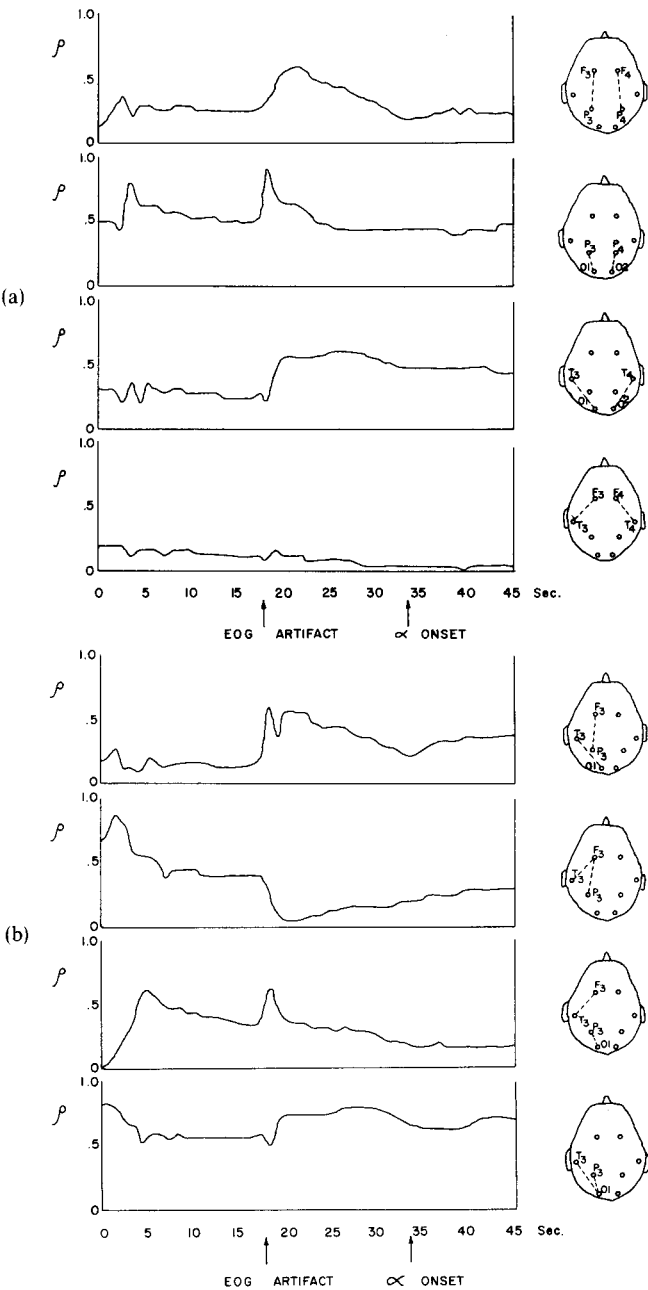 (a)
1.0
ρ
.5
0
F3 F4
P3 P4
1.0
ρ
.5
0
P3 P4
O1 O2
1.0
ρ
.5
0
T3 T4
O1
1.0
ρ
.5
0
F3 F4
T3 T4
0 5 10 15 20 25 30 35 40 45 Sec.
EOG ARTIFACT ∝ ONSET
(b)
1.0
ρ
.5
0
F3
T3
P3
O1
1.0
ρ
.5
0
F3
T3
P3
1.0
ρ
.5
0
F3
T3 P3
O1
1.0
ρ
.5
0
T3
P3
O1
0 5 10 15 20 25 30 35 40 45 Sec.
EOG ARTIFACT ∝ ONSET